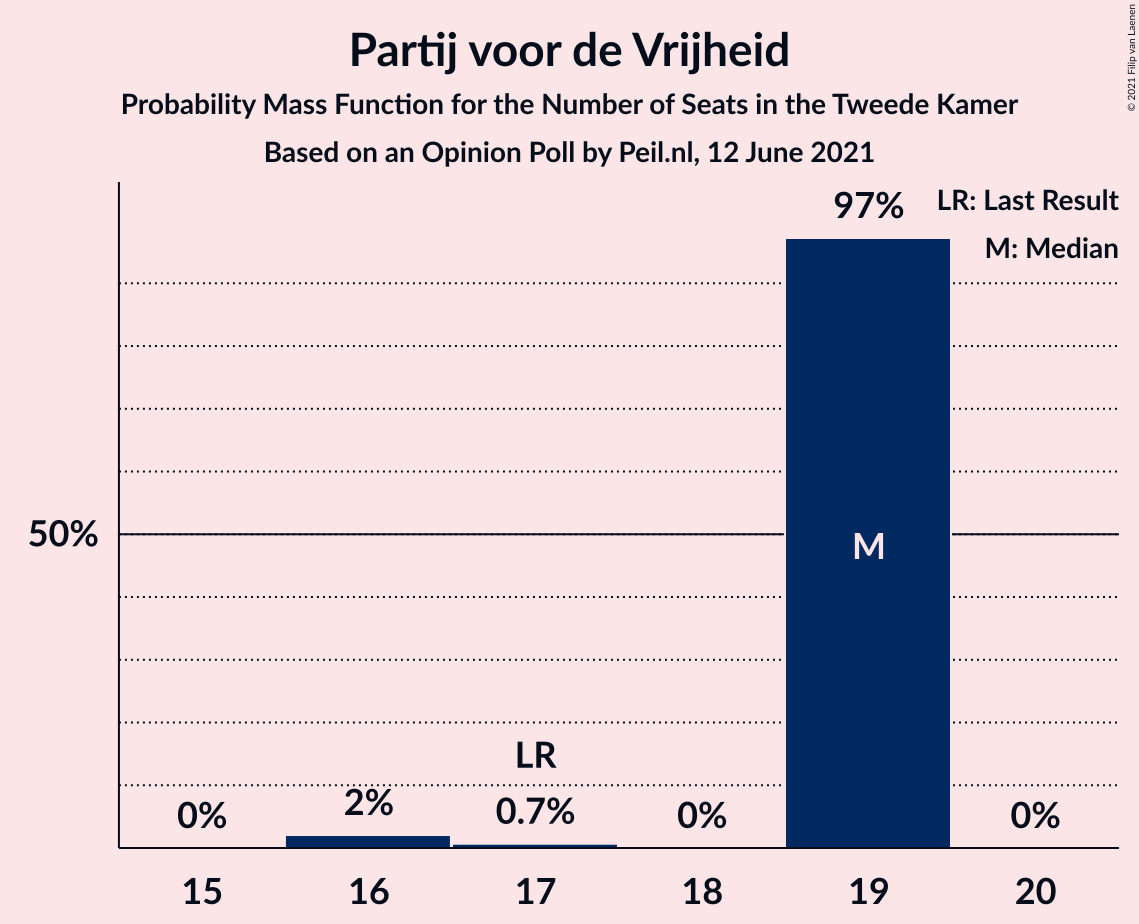 Partij voor de Vrijheid
Probability Mass Function for the Number of Seats in the Tweede Kamer
Based on an Opinion Poll by Peil.nl, 12 June 2021
© 2021 Filip van Laenen
LR: Last Result
M: Median
97%
50%
M
LR
0%
2%
0.7%
0%
0%
15
16
17
18
19
20